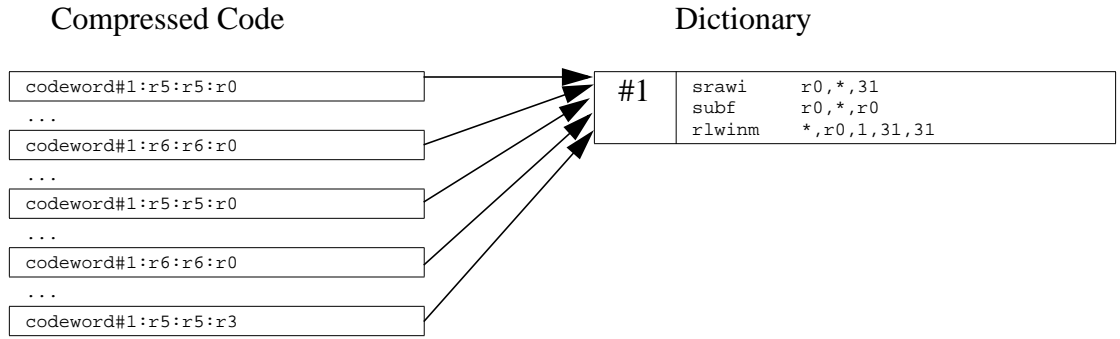 Compressed Code
Dictionary
codeword#1:r5:r5:r0
...
codeword#1:r6:r6:r0
...
codeword#1:r5:r5:r0
...
codeword#1:r6:r6:r0
...
codeword#1:r5:r5:r3
#1
srawi r0,*,31
subf r0,*,r0
rlwinm *,r0,1,31,31